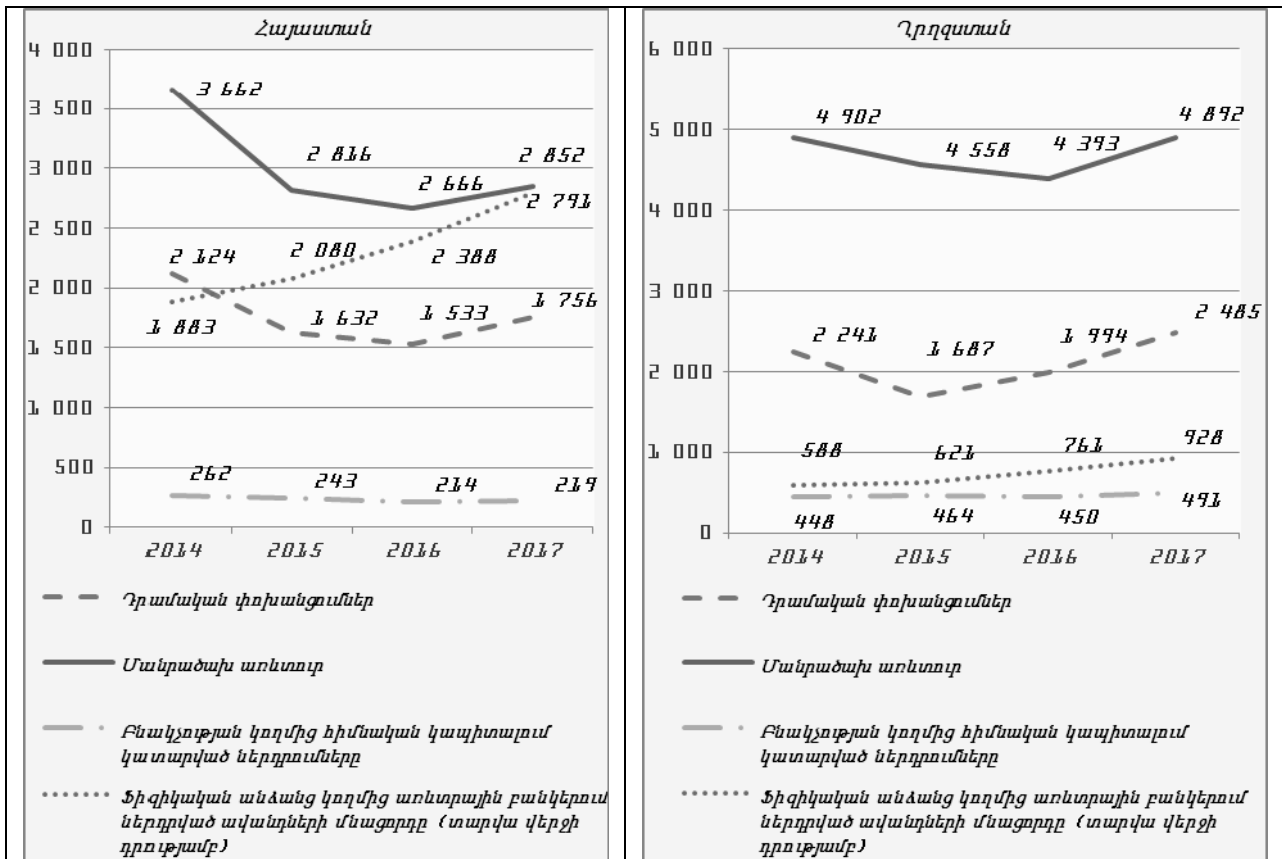 Հայաստան
4 000
3 500
3 000
2 500
2 000
1 500
1 000
500
0
3 662
2 816
2 666
2 852
2 791
2 124
2 080
2 388
1 883
1 632
1 533
1 756
262
243
214
219
2014 2015 2016 2017
Դրամական փոխանցումներ
Մանրածախ առևտուր
Բնակչության կողմից հիմնական կապիտալում
կատարված ներդրումները
Ֆիզիկական անձանց կողմից առևտրային բանկերում
ներդրված ավանդների մնացորդը (տարվա վերջի
դրությամբ)
Ղրղզստան
6 000
5 000
4 000
3 000
2 000
1 000
0
4 902
4 558
4 393
4 892
2 241
1 687
1 994
2 485
588
621
761
928
448
464
450
491
2014 2015 2016 2017
Դրամական փոխանցումներ
Մանրածախ առևտուր
Բնակչության կողմից հիմնական կապիտալում
կատարված ներդրումները
Ֆիզիկական անձանց կողմից առևտրային բանկերում
ներդրված ավանդների մնացորդը (տարվա վերջի
դրությամբ)